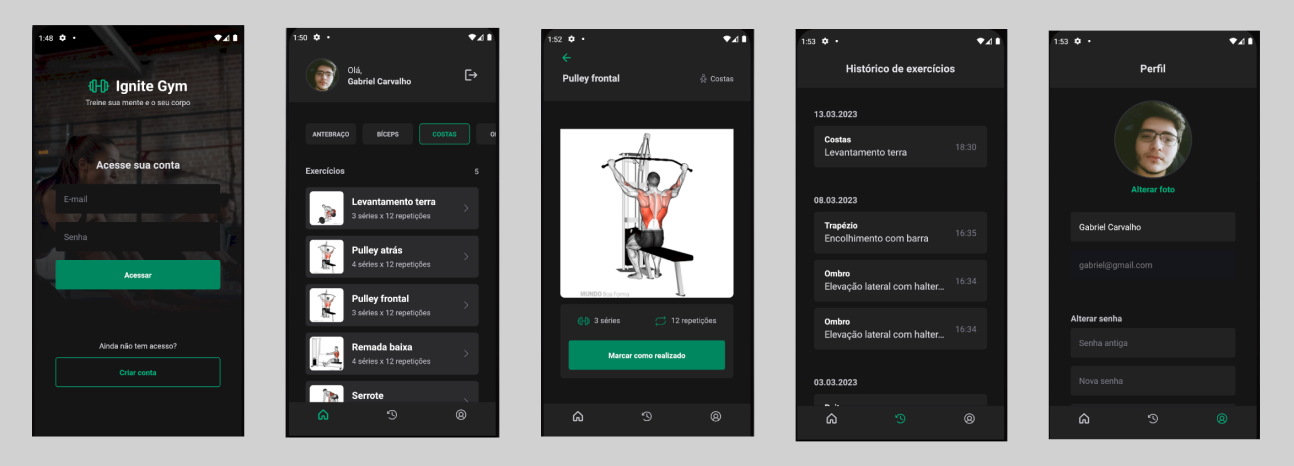 1:48
Ignite Gym
Treine sua mente e o seu corpo
Acesse sua conta
E-mail
Senha
Acessar
Ainda não tem acesso?
Criar conta
1:50
Olá,
Gabriel Carvalho
ANTEBRAÇO BÍCEPS COSTAS
Exercícios 5
Levantamento terra
3 séries x 12 repetições
Pulley atrás
4 séries x 12 repetições
Pulley frontal
3 séries x 12 repetições
Remada baixa
4 séries x 12 repetições
Serrote
1:52
Pulley frontal Costas
MUNDO Boa Forma
3 séries 12 repetições
Marcar como realizado
1:53
Histórico de exercícios
13.03.2023
Costas
Levantamento terra 18:30
08.03.2023
Trapézio
Encolhimento com barra 16:35
Ombro
Elevação lateral com halter... 16:34
Ombro
Elevação lateral com halter... 16:34
03.03.2023
1:53
Perfil
Alterar foto
Gabriel Carvalho
gabriel@gmail.com
Alterar senha
Senha antiga
Nova senha